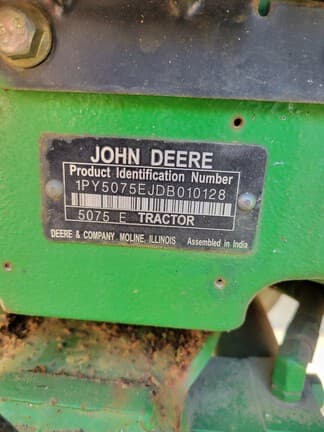 JOHN DEERE
Product Identification Number
1PY5075EJDB010128
5075 E TRACTOR
DEERE & COMPANY MOLINE, ILLINOIS Assembled in India